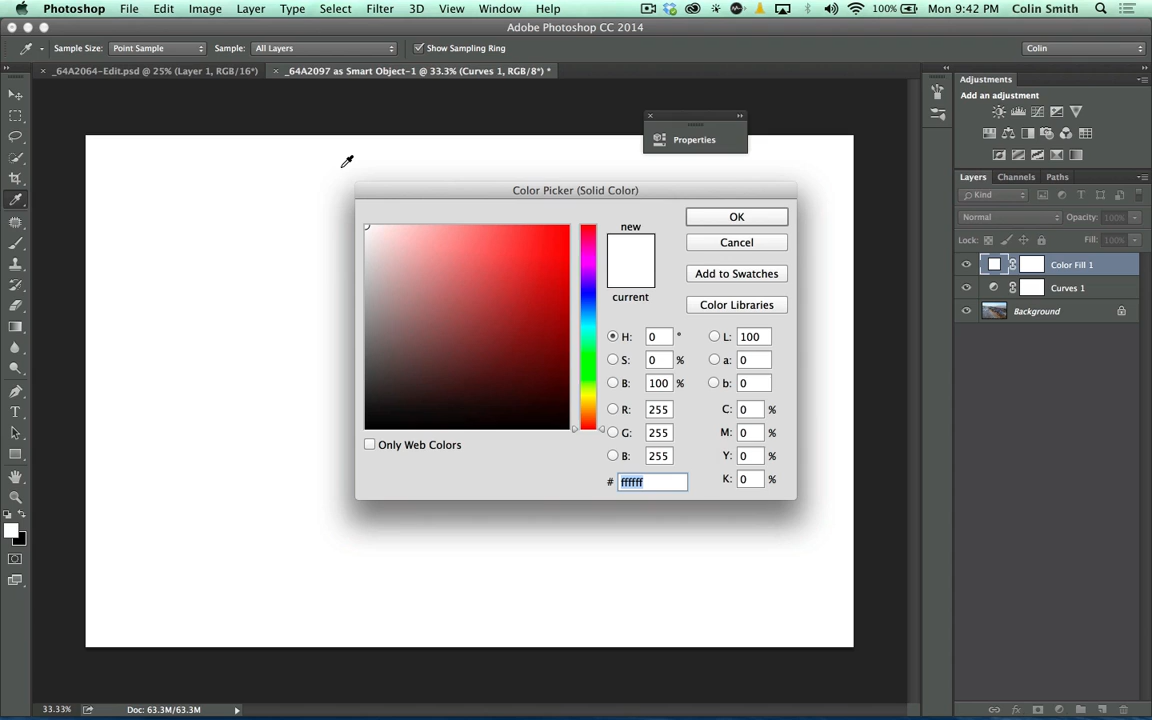 Photoshop File Edit Image Layer Type Select Filter 3D View Window Help 100% Mon 9:42 PM Colin Smith
Adobe Photoshop CC 2014
Sample Size: Point Sample Sample: All Layers Show Sampling Ring Colin
_64A2064-Edit.psd @ 25% (Layer 1, RGB/16*) _64A2097 as Smart Object-1 @ 33.3% (Curves 1, RGB/8*) *
Properties
Adjustments
Add an adjustment
Layers Channels Paths
Kind
Normal Opacity: 100%
Lock: Fill: 100%
Color Fill 1
Curves 1
Background
Color Picker (Solid Color)
new
current
OK
Cancel
Add to Swatches
Color Libraries
H: 0 ° L: 100
S: 0 % a: 0
B: 100 % b: 0
R: 255 C: 0 %
G: 255 M: 0 %
B: 255 Y: 0 %
# ffffff K: 0 %
Only Web Colors
T
33.33% Doc: 63.3M/63.3M
fx